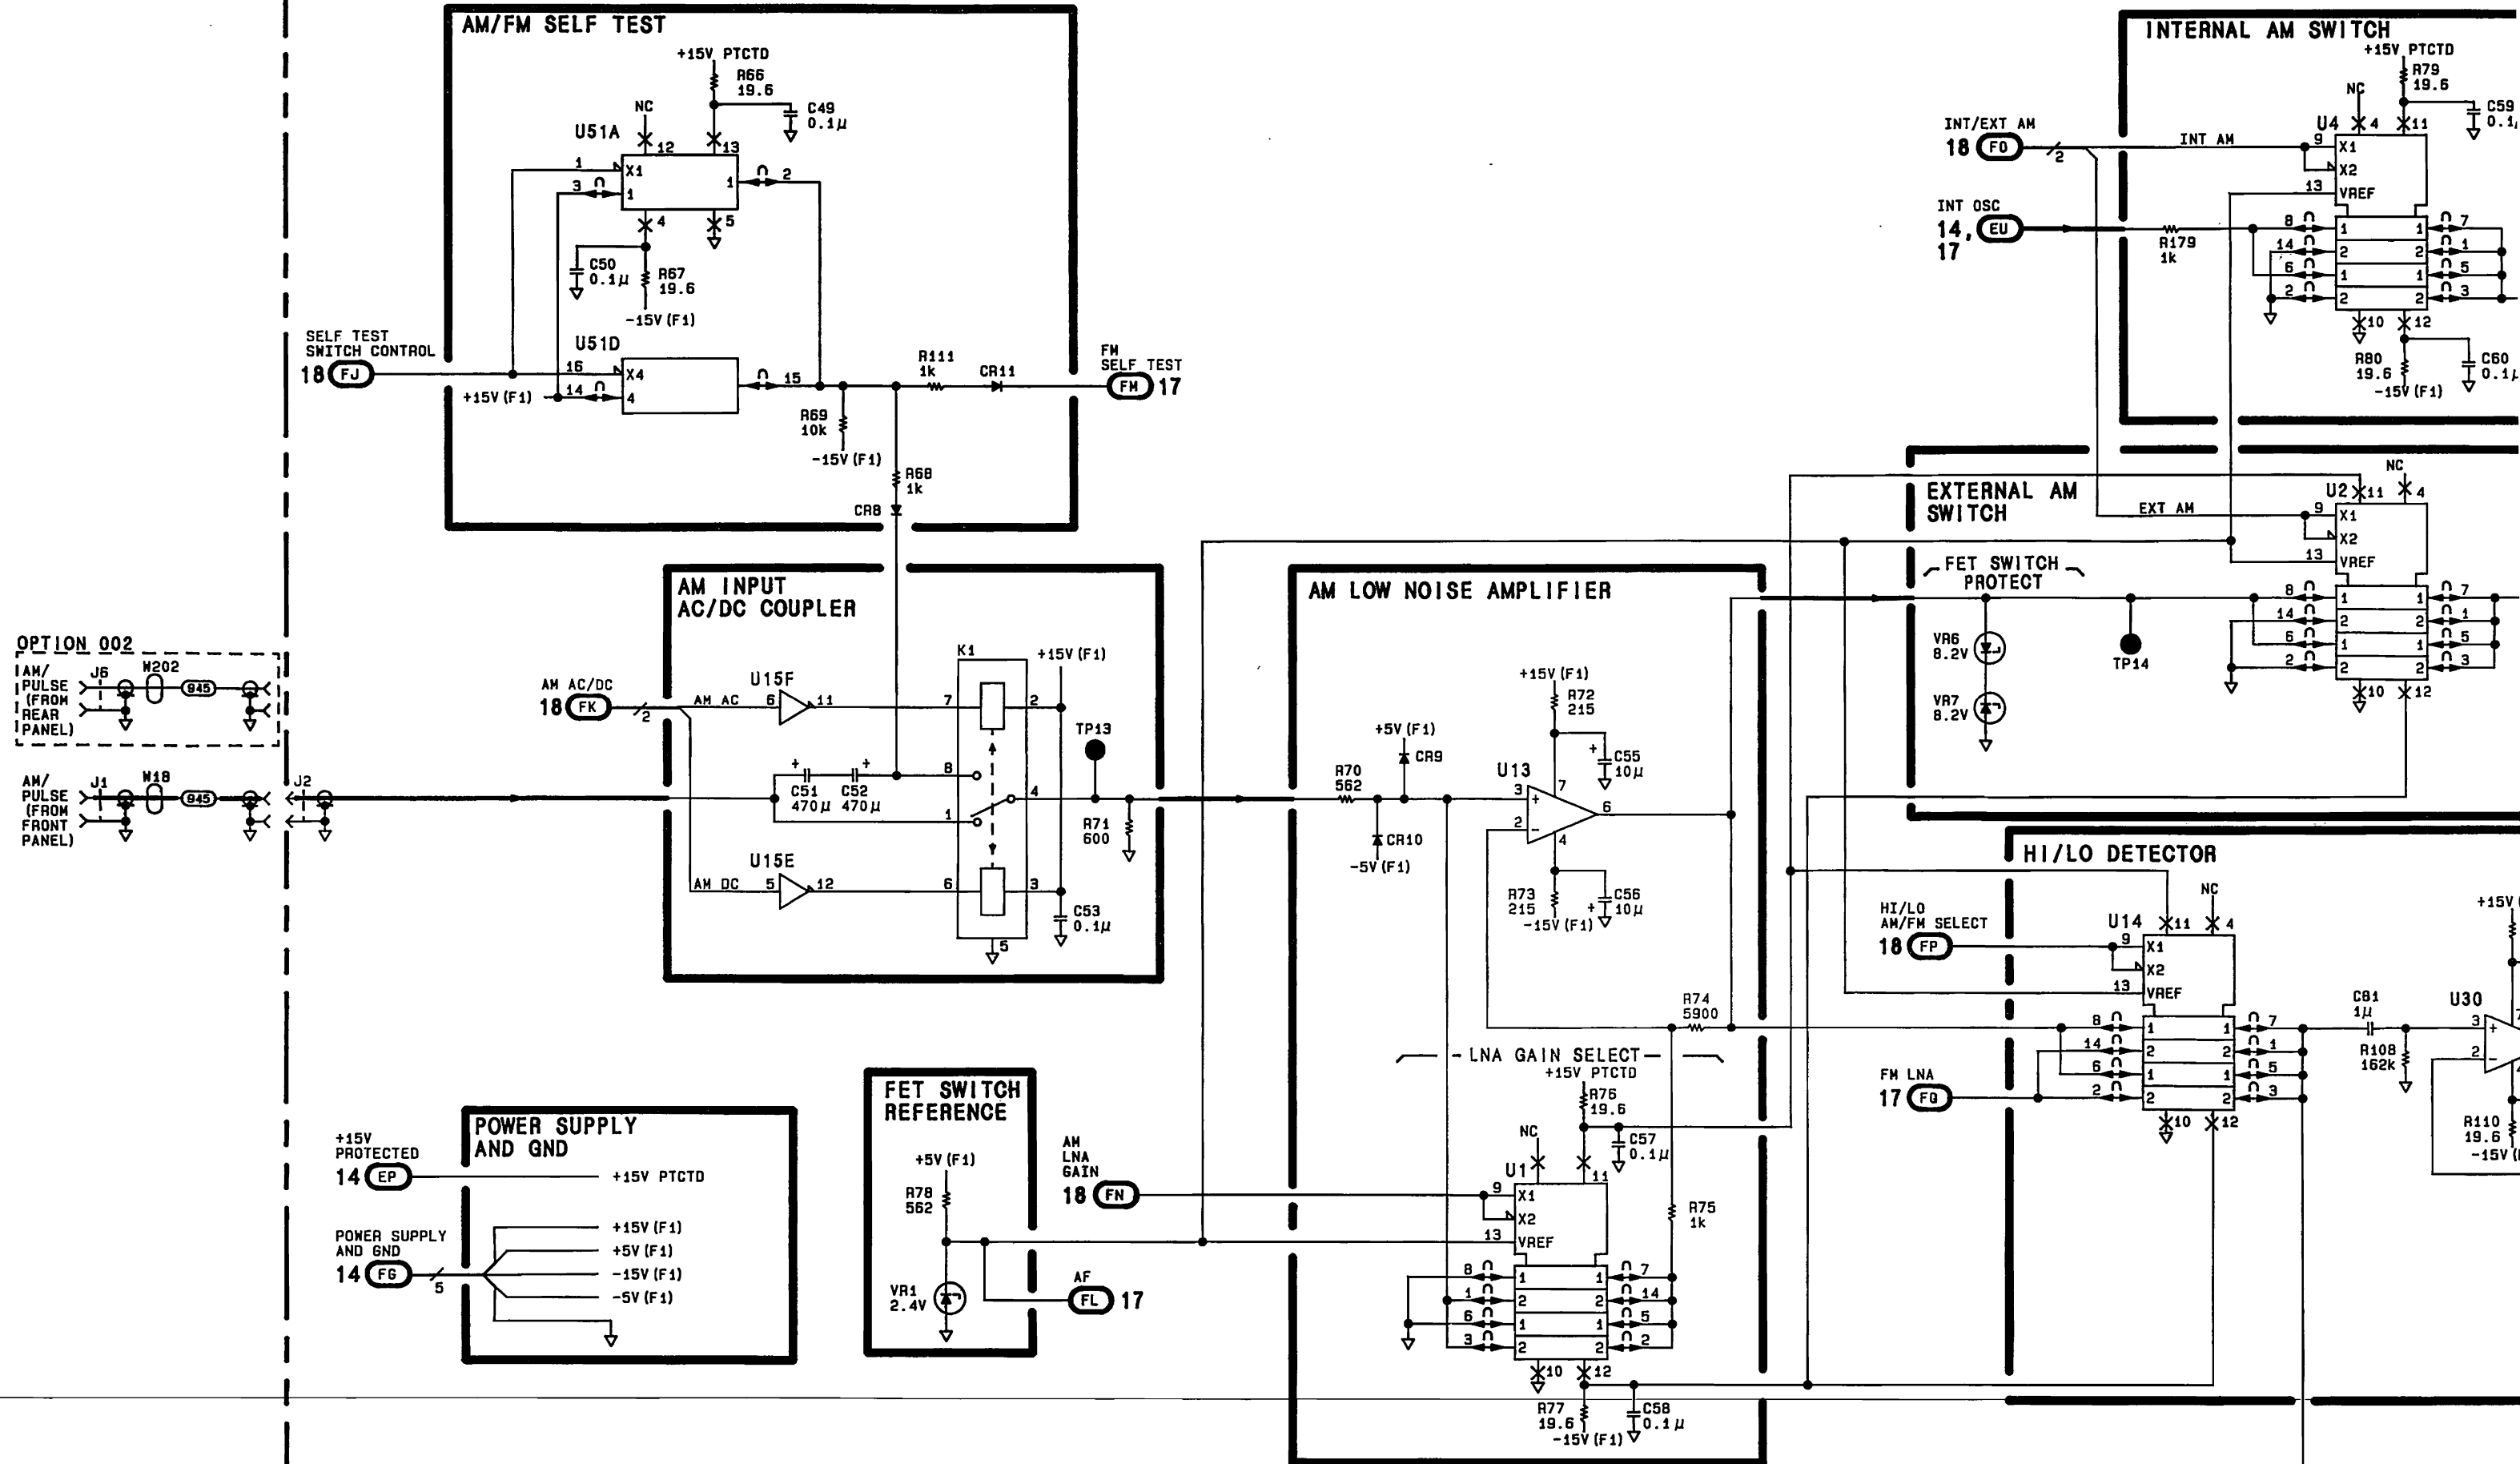 AM/FM SELF TEST
+15V PTCTD
R66
19.6
C49
0.1µ
NC
U51A
12
13
1
X1
3
1
1
2
4
5
C50
0.1µ
R67
19.6
-15V(F1)
SELF TEST
SWITCH CONTROL
18 FJ
U51D
16
X4
14
4
15
+15V(F1)
R111
1k
CR11
FM
SELF TEST
FM 17
R69
10k
-15V(F1)
R68
1k
CR8
INTERNAL AM SWITCH
+15V PTCTD
R79
19.6
NC
C59
U4
4
11
INT/EXT AM
18 FO
2
INT AM
9
X1
X2
13
VREF
INT OSC
14,
17
EU
R179
1k
8
1
1
7
14
2
2
1
6
1
1
5
2
2
2
3
10
12
R80
19.6
-15V(F1)
C60
EXTERNAL AM
SWITCH
NC
U2
11
4
EXT AM
9
X1
X2
13
VREF
FET SWITCH
PROTECT
VR6
8.2V
VR7
8.2V
TP14
8
1
1
7
14
2
2
1
6
1
1
5
2
2
2
3
10
12
OPTION 002
AM/
PULSE
(FROM
REAR
PANEL)
J6
W202
945
AM/
PULSE
(FROM
FRONT
PANEL)
J1
W18
945
J2
AM INPUT
AC/DC COUPLER
AM AC/DC
18 FK
2
AM AC
6
U15F
11
7
K1
2
+15V(F1)
TP13
+
C51
470µ
+
C52
470µ
8
1
4
R71
600
AM DC
5
U15E
12
6
3
5
C53
0.1µ
AM LOW NOISE AMPLIFIER
+15V(F1)
R72
215
+5V(F1)
CR9
+
C55
10µ
R70
562
U13
3
+
2
-
7
6
4
CR10
-5V(F1)
R73
215
-15V(F1)
+
C56
10µ
R74
5900
LNA GAIN SELECT
+15V PTCTD
R76
19.6
NC
C57
0.1µ
U1
11
AM
LNA
GAIN
18 FN
9
X1
X2
13
VREF
R75
1k
8
1
1
7
1
2
2
14
6
1
1
5
3
2
2
2
10
12
R77
19.6
-15V(F1)
C58
0.1µ
HI/LO DETECTOR
NC
U14
11
4
HI/LO
AM/FM SELECT
18 FP
9
X1
X2
13
VREF
FM LNA
17 FQ
8
1
1
7
14
2
2
1
6
1
1
5
2
2
2
3
10
12
C81
1µ
R108
162k
U30
3
+
2
-
R110
19.6
POWER SUPPLY
AND GND
+15V
PROTECTED
14 EP
+15V PTCTD
POWER SUPPLY
AND GND
14 FG
5
+15V(F1)
+5V(F1)
-15V(F1)
-5V(F1)
FET SWITCH
REFERENCE
+5V(F1)
R78
562
VR1
2.4V
AF
FL 17